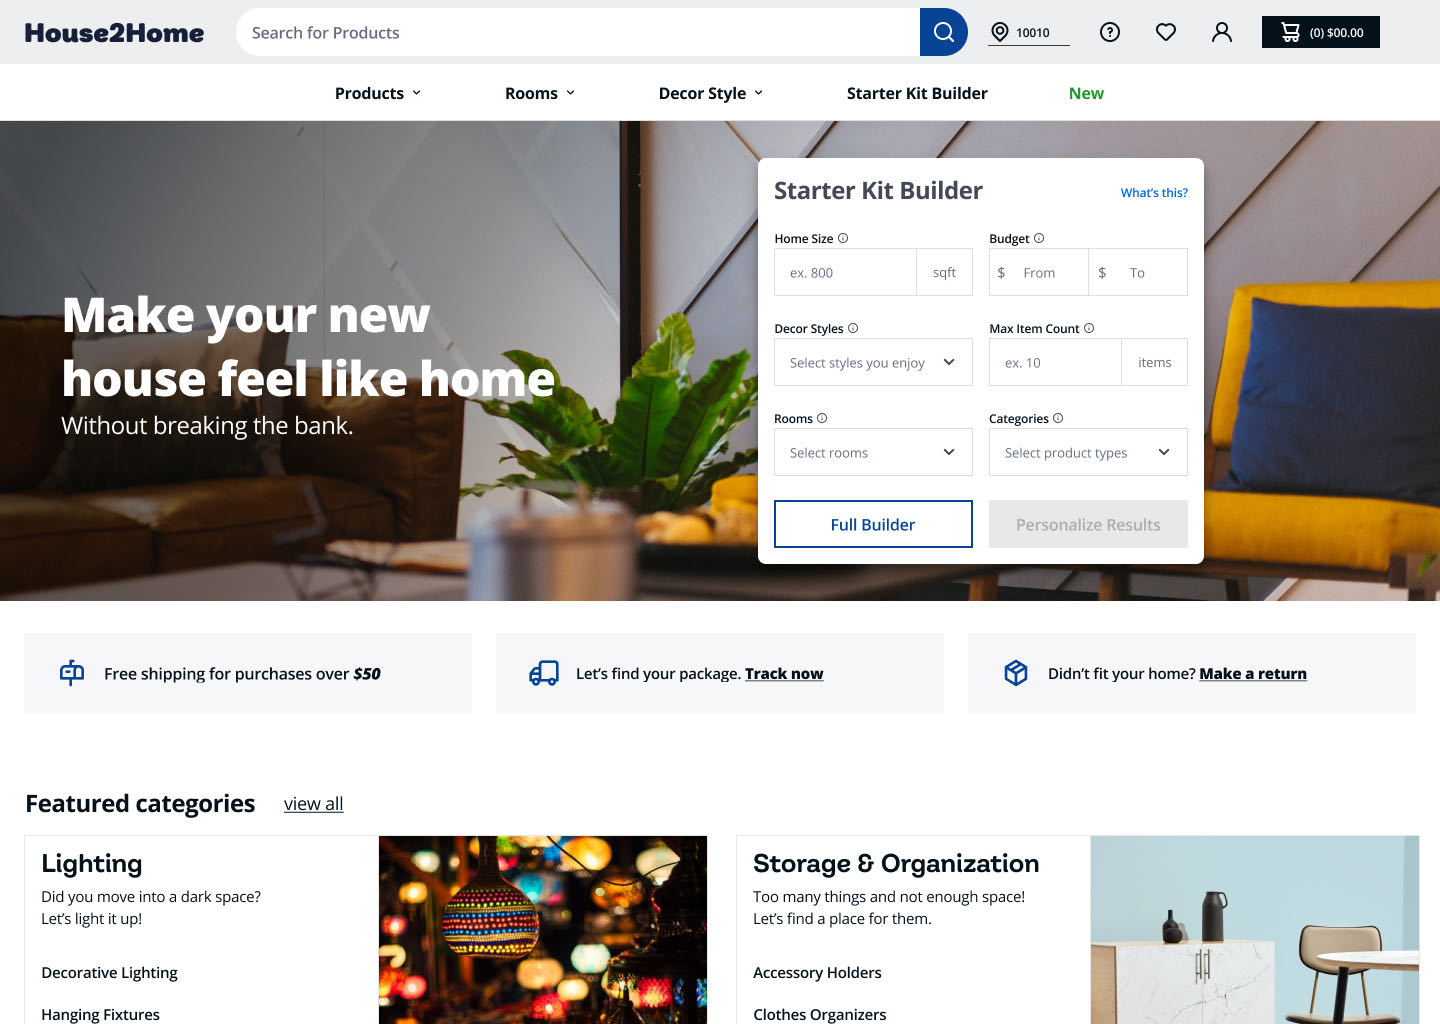 House2Home
Search for Products
10010
(0) $00.00
Products
Rooms
Decor Style
Starter Kit Builder
New
Make your new
house feel like home
Without breaking the bank.
Starter Kit Builder
What's this?
Home Size
Budget
ex. 800
sqft
$ From
$ To
Decor Styles
Max Item Count
Select styles you enjoy
ex. 10
items
Rooms
Categories
Select rooms
Select product types
Full Builder
Personalize Results
Free shipping for purchases over $50
Let's find your package. Track now
Didn't fit your home? Make a return
Featured categories
view all
Lighting
Did you move into a dark space?
Let's light it up!
Decorative Lighting
Hanging Fixtures
Storage & Organization
Too many things and not enough space!
Let's find a place for them.
Accessory Holders
Clothes Organizers